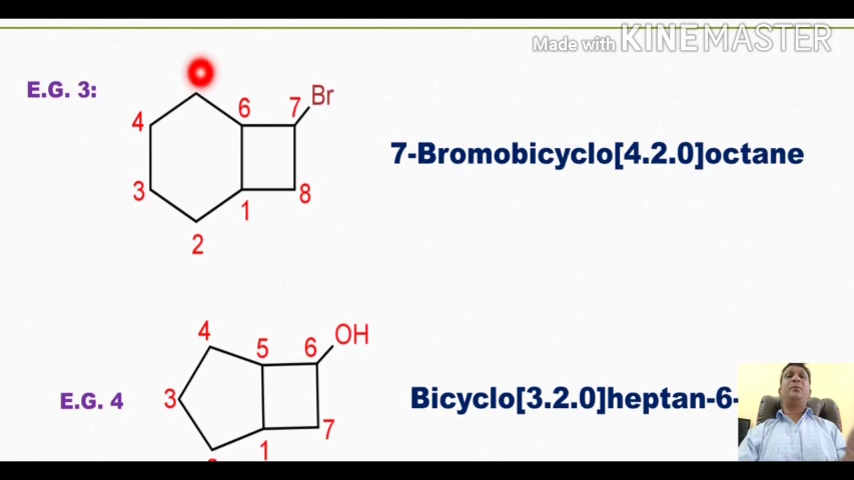 Made with KINEMASTER
E.G. 3:
Br
6
7
4
7-Bromobicyclo[4.2.0]octane
3
8
1
2
4
5
6
OH
E.G. 4
3
Bicyclo[3.2.0]heptan-6-
7
1